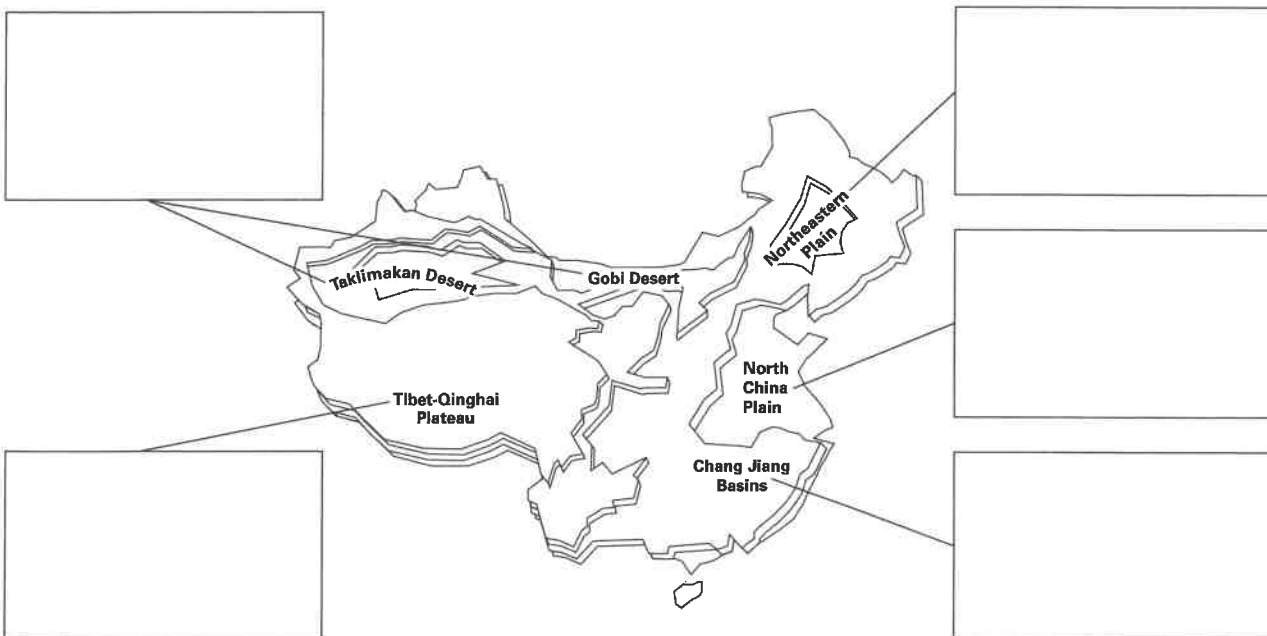 Northeastern
Plain
Taklimakan Desert
Gobi Desert
North
China
Plain
Tibet-Qinghai
Plateau
Chang Jiang
Basins